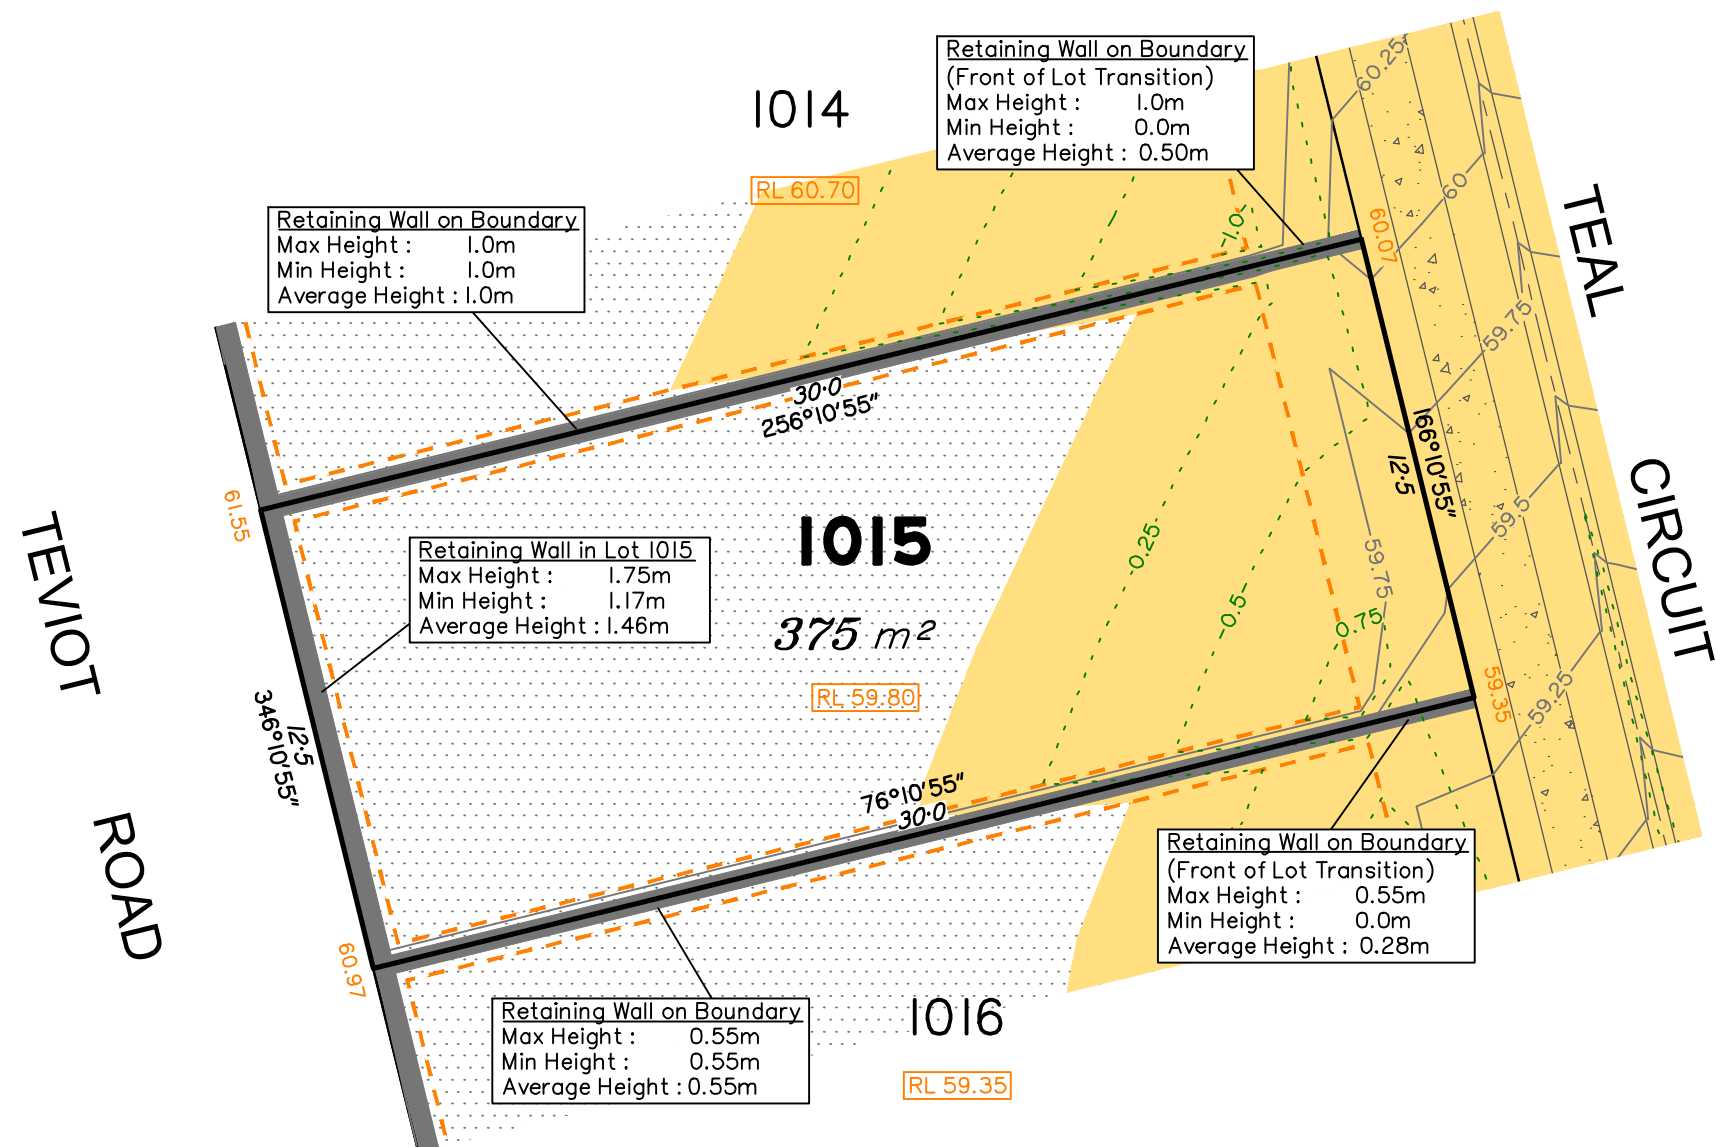 Retaining Wall on Boundary
(Front of Lot Transition)
Max Height : 1.0m
Min Height : 0.0m
Average Height : 0.50m
1014
RL 60.70
Retaining Wall on Boundary
Max Height : 1.0m
Min Height : 1.0m
Average Height : 1.0m
60.25
60
59.75
59.5
59.25
TEAL
CIRCUIT
1.0
60.07
30·0
256°10'55"
166°10'55"
12·5
61.55
TEVIOT
ROAD
1015
375 m²
RL 59.80
Retaining Wall in Lot 1015
Max Height : 1.75m
Min Height : 1.17m
Average Height : 1.46m
0.25
0.5
0.75
59.75
59.35
12·5
346°10'55"
76°10'55"
30·0
60.97
Retaining Wall on Boundary
(Front of Lot Transition)
Max Height : 0.55m
Min Height : 0.0m
Average Height : 0.28m
Retaining Wall on Boundary
Max Height : 0.55m
Min Height : 0.55m
Average Height : 0.55m
1016
RL 59.35